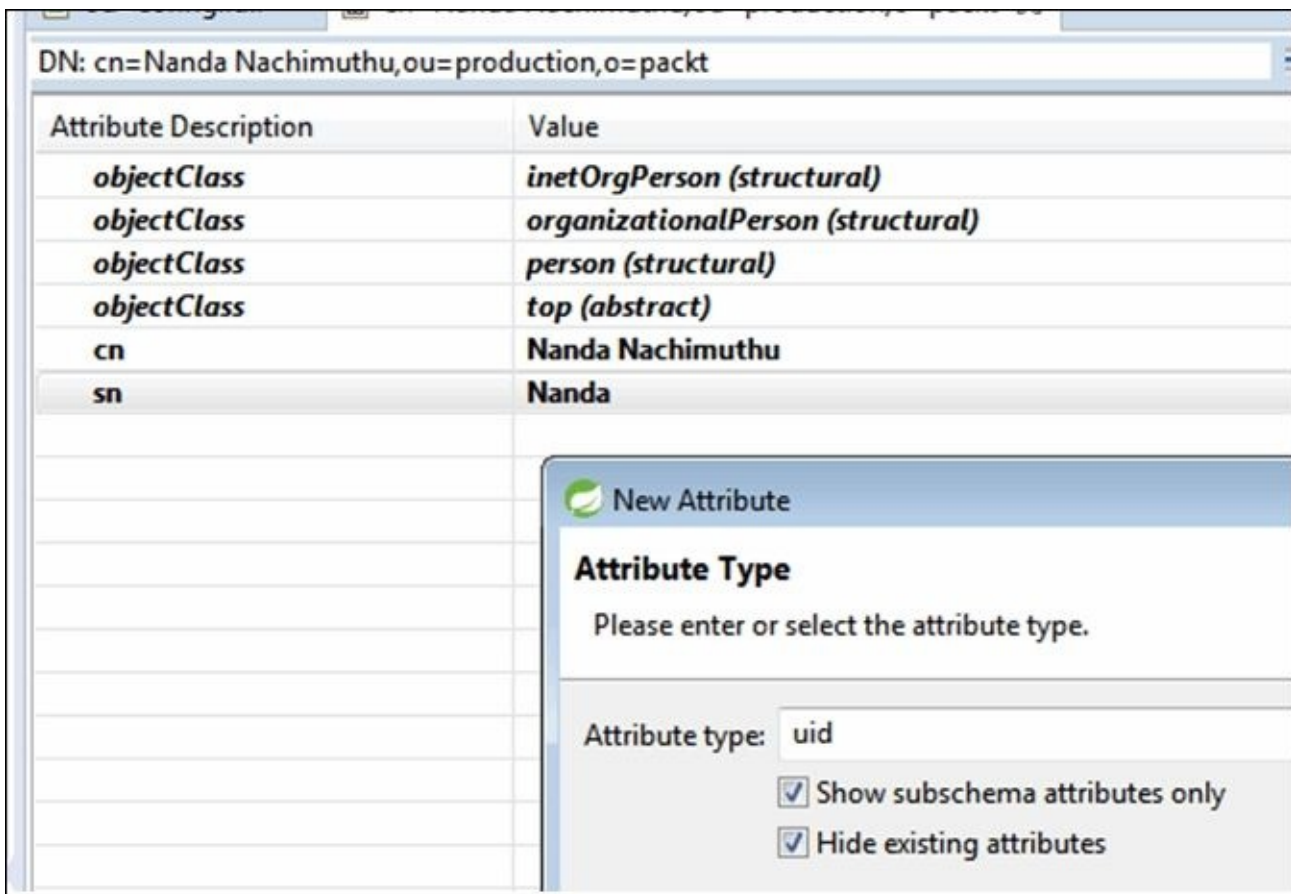 DN: cn=Nanda Nachimuthu,ou=production,o=packt
Attribute Description Value
objectClass inetOrgPerson (structural)
objectClass organizationalPerson (structural)
objectClass person (structural)
objectClass top (abstract)
cn Nanda Nachimuthu
sn Nanda
New Attribute
Attribute Type
Please enter or select the attribute type.
Attribute type: uid
Show subschema attributes only
Hide existing attributes